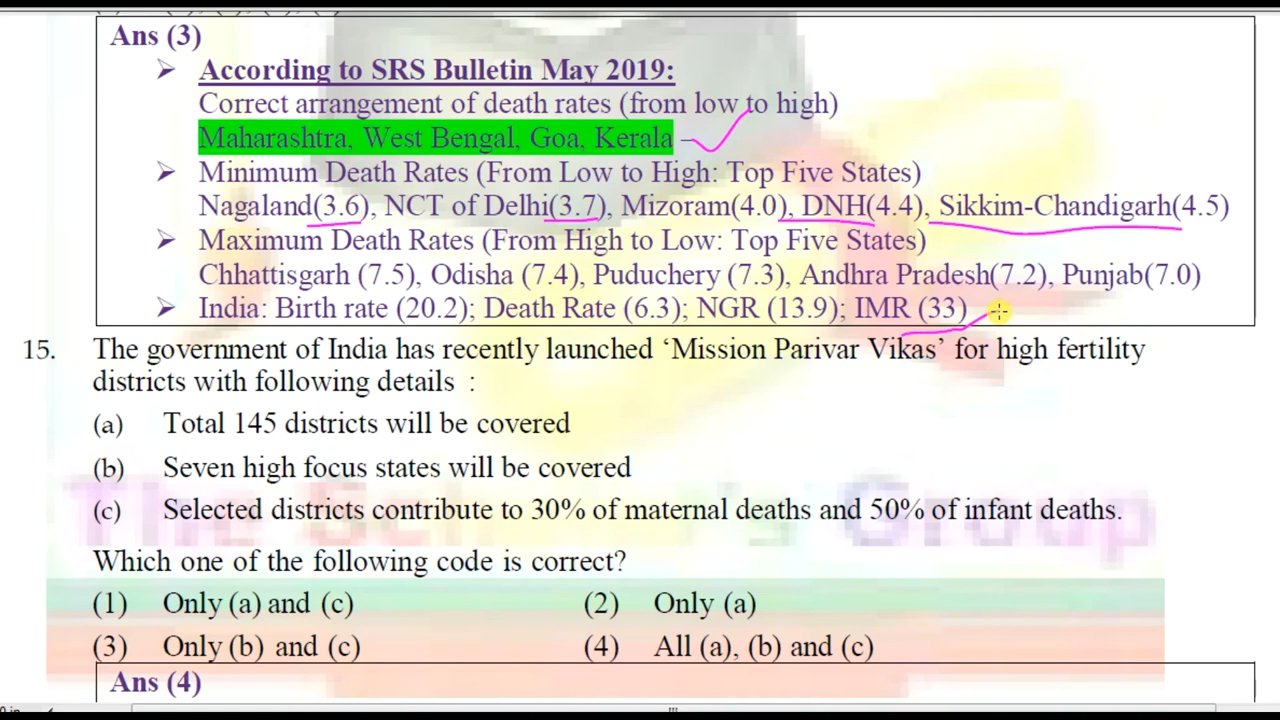 Ans (3)
➤ According to SRS Bulletin May 2019:
Correct arrangement of death rates (from low to high)
Maharashtra, West Bengal, Goa, Kerala –
➤ Minimum Death Rates (From Low to High: Top Five States)
Nagaland(3.6), NCT of Delhi(3.7), Mizoram(4.0), DNH(4.4), Sikkim-Chandigarh(4.5)
➤ Maximum Death Rates (From High to Low: Top Five States)
Chhattisgarh (7.5), Odisha (7.4), Puduchery (7.3), Andhra Pradesh(7.2), Punjab(7.0)
➤ India: Birth rate (20.2); Death Rate (6.3); NGR (13.9); IMR (33)
15. The government of India has recently launched ‘Mission Parivar Vikas’ for high fertility
districts with following details :
(a) Total 145 districts will be covered
(b) Seven high focus states will be covered
(c) Selected districts contribute to 30% of maternal deaths and 50% of infant deaths.
Which one of the following code is correct?
(1) Only (a) and (c) (2) Only (a)
(3) Only (b) and (c) (4) All (a), (b) and (c)
Ans (4)